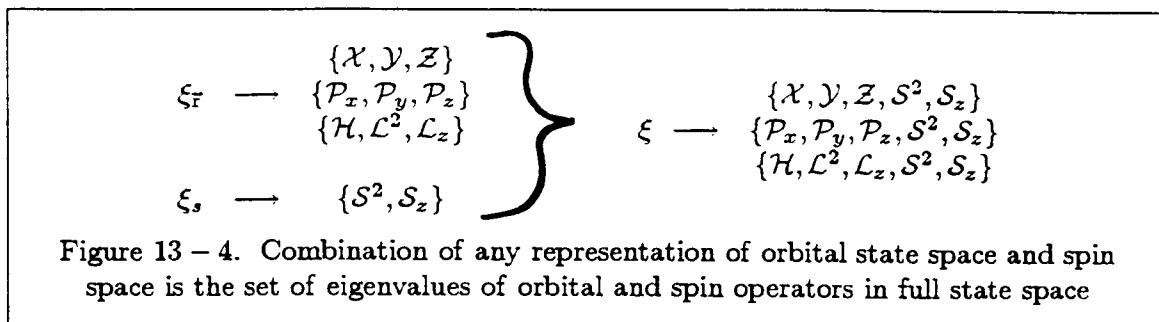 {𝒳, 𝒴, 𝒵}
ξ_r̄ ⟶ {𝒫_x, 𝒫_y, 𝒫_z}
{ℋ, ℒ², ℒ_z}
ξ_s ⟶ {𝒮², 𝒮_z}
{𝒳, 𝒴, 𝒵, 𝒮², 𝒮_z}
ξ ⟶ {𝒫_x, 𝒫_y, 𝒫_z, 𝒮², 𝒮_z}
{ℋ, ℒ², ℒ_z, 𝒮², 𝒮_z}
Figure 13 – 4. Combination of any representation of orbital state space and spin
space is the set of eigenvalues of orbital and spin operators in full state space